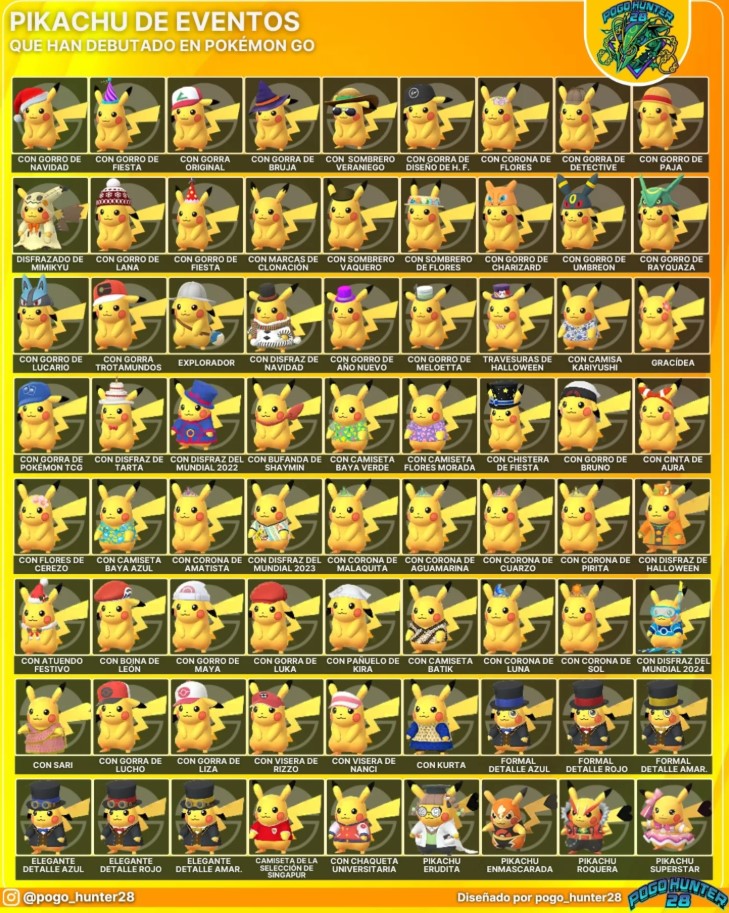 PIKACHU DE EVENTOS
QUE HAN DEBUTADO EN POKÉMON GO
POGO HUNTER
28
CON GORRO DE
NAVIDAD
CON GORRO DE
FIESTA
CON GORRA
ORIGINAL
CON GORRA DE
BRUJA
CON SOMBRERO
VERANIEGO
CON GORRA DE
DISEÑO DE H. F.
CON CORONA DE
FLORES
CON GORRA DE
DETECTIVE
CON GORRO DE
PAJA
DISFRAZADO DE
MIMIKYU
CON GORRO DE
LANA
CON GORRO DE
FIESTA
CON MARCAS DE
CLONACIÓN
CON SOMBRERO
VAQUERO
CON SOMBRERO
DE FLORES
CON GORRO DE
CHARIZARD
CON GORRO DE
UMBREON
CON GORRO DE
RAYQUAZA
CON GORRO DE
LUCARIO
CON GORRA
TROTAMUNDOS
EXPLORADOR
CON DISFRAZ DE
NAVIDAD
CON GORRO DE
AÑO NUEVO
CON GORRO DE
MELOETTA
TRAVESURAS DE
HALLOWEEN
CON CAMISA
KARIYUSHI
GRACÍDEA
CON GORRA DE
POKÉMON TCG
CON DISFRAZ DE
TARTA
CON DISFRAZ DEL
MUNDIAL 2022
CON BUFANDA DE
SHAYMIN
CON CAMISETA
BAYA VERDE
CON CAMISETA
FLORES MORADA
CON CHISTERA
DE FIESTA
CON GORRO DE
BRUNO
CON CINTA DE
AURA
CON FLORES DE
CEREZO
CON CAMISETA
BAYA AZUL
CON CORONA DE
AMATISTA
CON DISFRAZ DEL
MUNDIAL 2023
CON CORONA DE
MALAQUITA
CON CORONA DE
AGUAMARINA
CON CORONA DE
CUARZO
CON CORONA DE
PIRITA
CON DISFRAZ DE
HALLOWEEN
CON ATUENDO
FESTIVO
CON BOINA DE
LEÓN
CON GORRO DE
MAYA
CON GORRA DE
LUKA
CON PAÑUELO DE
KIRA
CON CAMISETA
BATIK
CON CORONA DE
LUNA
CON CORONA DE
SOL
CON DISFRAZ DEL
MUNDIAL 2024
CON SARI
CON GORRA DE
LUCHO
CON GORRA DE
LIZA
CON VISERA DE
RIZZO
CON VISERA DE
NANCI
CON KURTA
FORMAL
DETALLE AZUL
FORMAL
DETALLE ROJO
FORMAL
DETALLE AMAR.
ELEGANTE
DETALLE AZUL
ELEGANTE
DETALLE ROJO
ELEGANTE
DETALLE AMAR.
CAMISETA DE LA
SELECCIÓN DE
SINGAPUR
CON CHAQUETA
UNIVERSITARIA
PIKACHU
ERUDITA
PIKACHU
ENMASCARADA
PIKACHU
ROQUERA
PIKACHU
SUPERSTAR
@pogo_hunter28
Diseñado por pogo_hunter28
POGO HUNTER
28